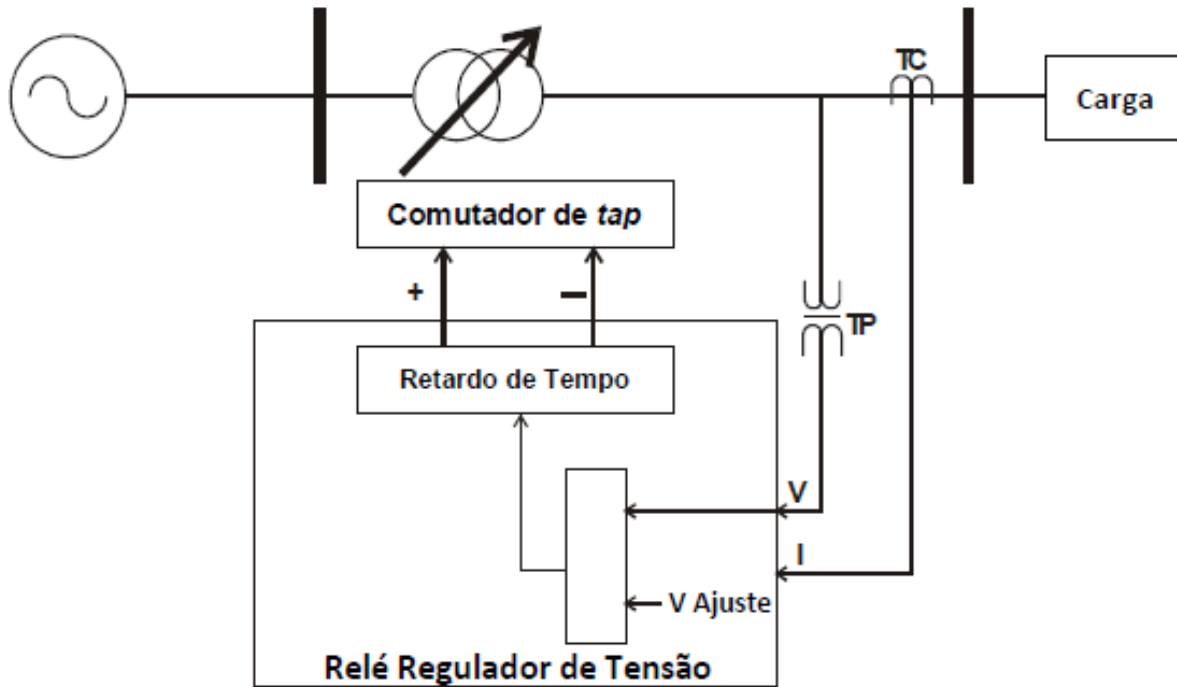 TC
Carga
Comutador de tap
+
−
TP
Retardo de Tempo
V
I
V Ajuste
Relé Regulador de Tensão